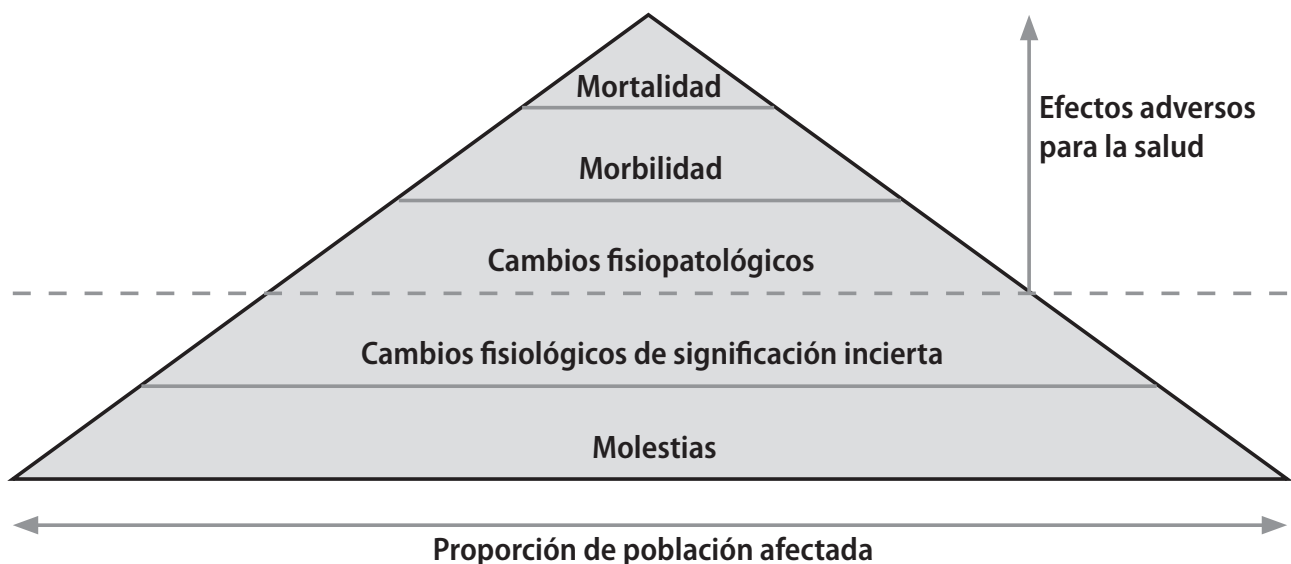 Mortalidad
Efectos adversos
para la salud
Morbilidad
Cambios fisiopatológicos
Cambios fisiológicos de significación incierta
Molestias
Proporción de población afectada